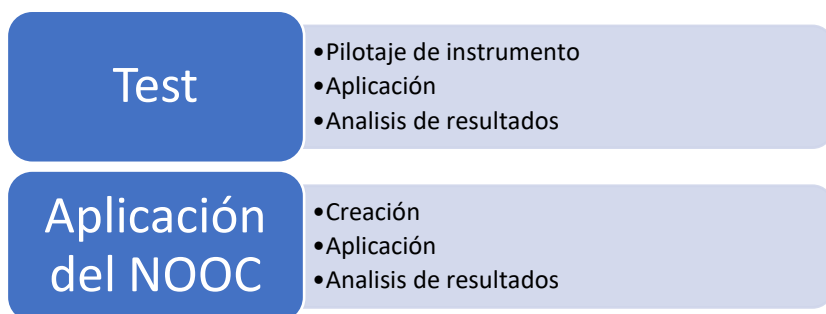 Test
•Pilotaje de instrumento
•Aplicación
•Analisis de resultados
Aplicación
del NOOC
•Creación
•Aplicación
•Analisis de resultados